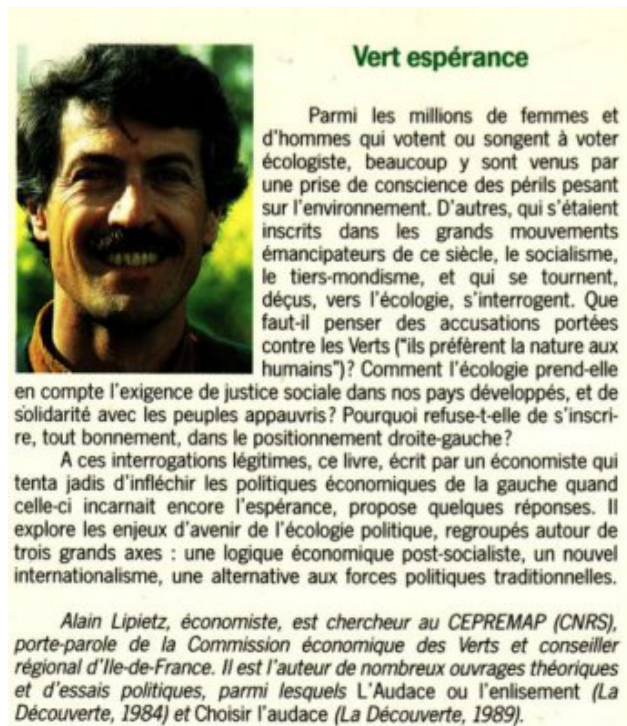 Vert espérance
Parmi les millions de femmes et
d'hommes qui votent ou songent à voter
écologiste, beaucoup y sont venus par
une prise de conscience des périls pesant
sur l'environnement. D'autres, qui s'étaient
inscrits dans les grands mouvements
émancipateurs de ce siècle, le socialisme,
le tiers-mondisme, et qui se tournent,
déçus, vers l'écologie, s'interrogent. Que
faut-il penser des accusations portées
contre les Verts ("ils préfèrent la nature aux
humains")? Comment l'écologie prend-elle
en compte l'exigence de justice sociale dans nos pays développés, et de
solidarité avec les peuples appauvris? Pourquoi refuse-t-elle de s'inscri-
re, tout bonnement, dans le positionnement droite-gauche?
A ces interrogations légitimes, ce livre, écrit par un économiste qui
tenta jadis d'infléchir les politiques économiques de la gauche quand
celle-ci incarnait encore l'espérance, propose quelques réponses. Il
explore les enjeux d'avenir de l'écologie politique, regroupés autour de
trois grands axes : une logique économique post-socialiste, un nouvel
internationalisme, une alternative aux forces politiques traditionnelles.
Alain Lipietz, économiste, est chercheur au CEPREMAP (CNRS),
porte-parole de la Commission économique des Verts et conseiller
régional d'Ile-de-France. Il est l'auteur de nombreux ouvrages théoriques
et d'essais politiques, parmi lesquels L'Audace ou l'enlisement (La
Découverte, 1984) et Choisir l'audace (La Découverte, 1989).